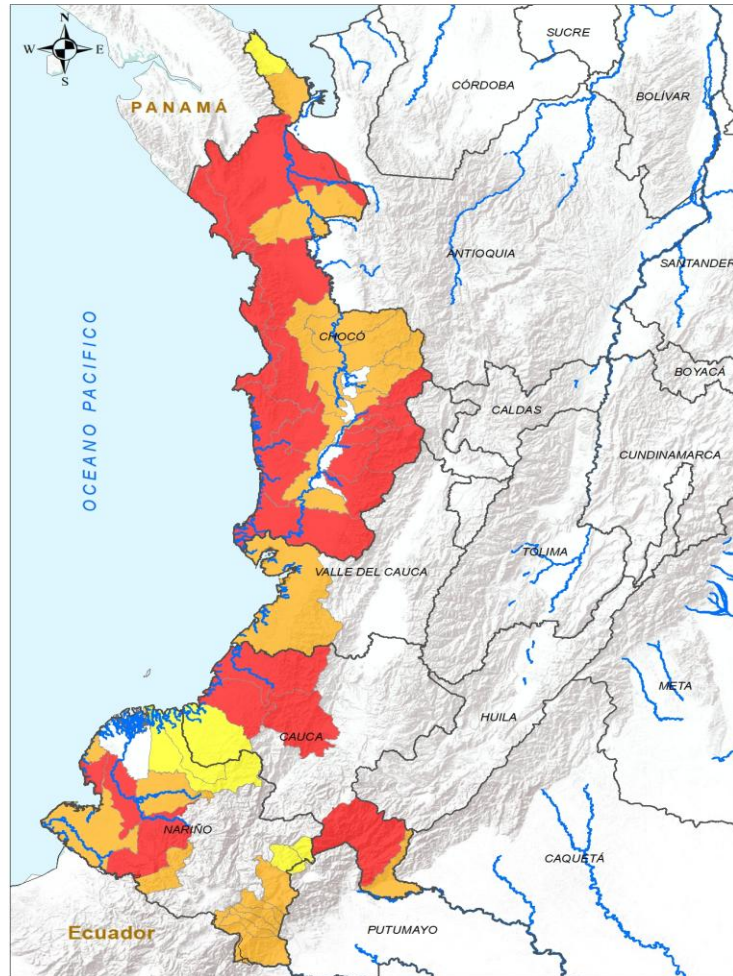 N
W E
S
PANAMÁ
SUCRE
CÓRDOBA
BOLÍVAR
ANTIOQUIA
SANTANDER
OCEANO PACIFICO
CHOCÓ
BOYACÁ
CALDAS
CUNDINAMARCA
TOLIMA
VALLE DEL CAUCA
META
HUILA
CAUCA
NARIÑO
CAQUETÁ
Ecuador
PUTUMAYO